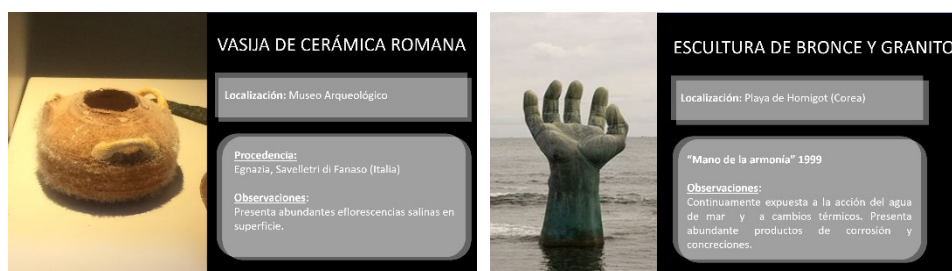 VASIJA DE CERÁMICA ROMANA
Localización: Museo Arqueológico
Procedencia:
Egnazia, Savelletri di Fanaso (Italia)
Observaciones:
Presenta abundantes eflorescencias salinas en
superficie.
ESCULTURA DE BRONCE Y GRANITO
Localización: Playa de Homigot (Corea)
“Mano de la armonía” 1999
Observaciones:
Continuamente expuesta a la acción del agua
de mar y a cambios térmicos. Presenta
abundante productos de corrosión y
concreciones.